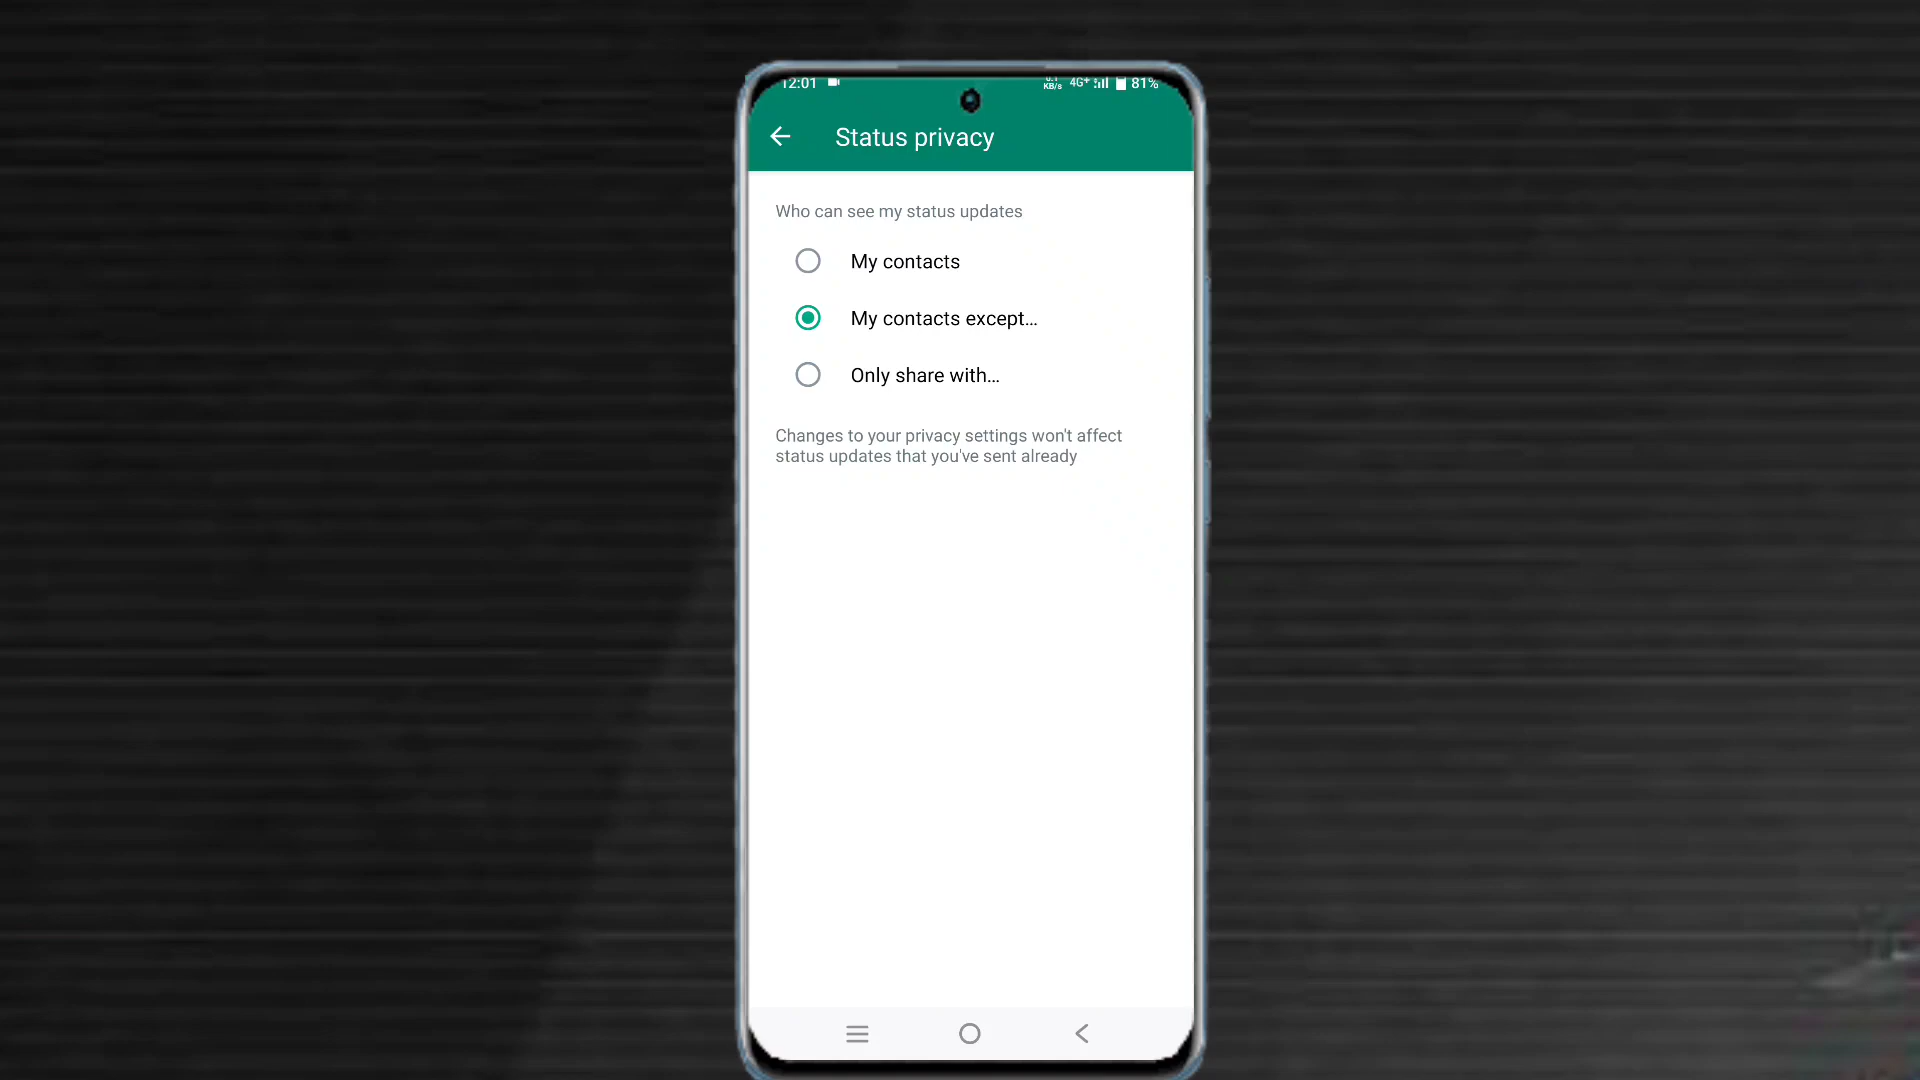 12:01 KB/s 4G+ 81%
Status privacy
Who can see my status updates
My contacts
My contacts except...
Only share with...
Changes to your privacy settings won't affect
status updates that you've sent already